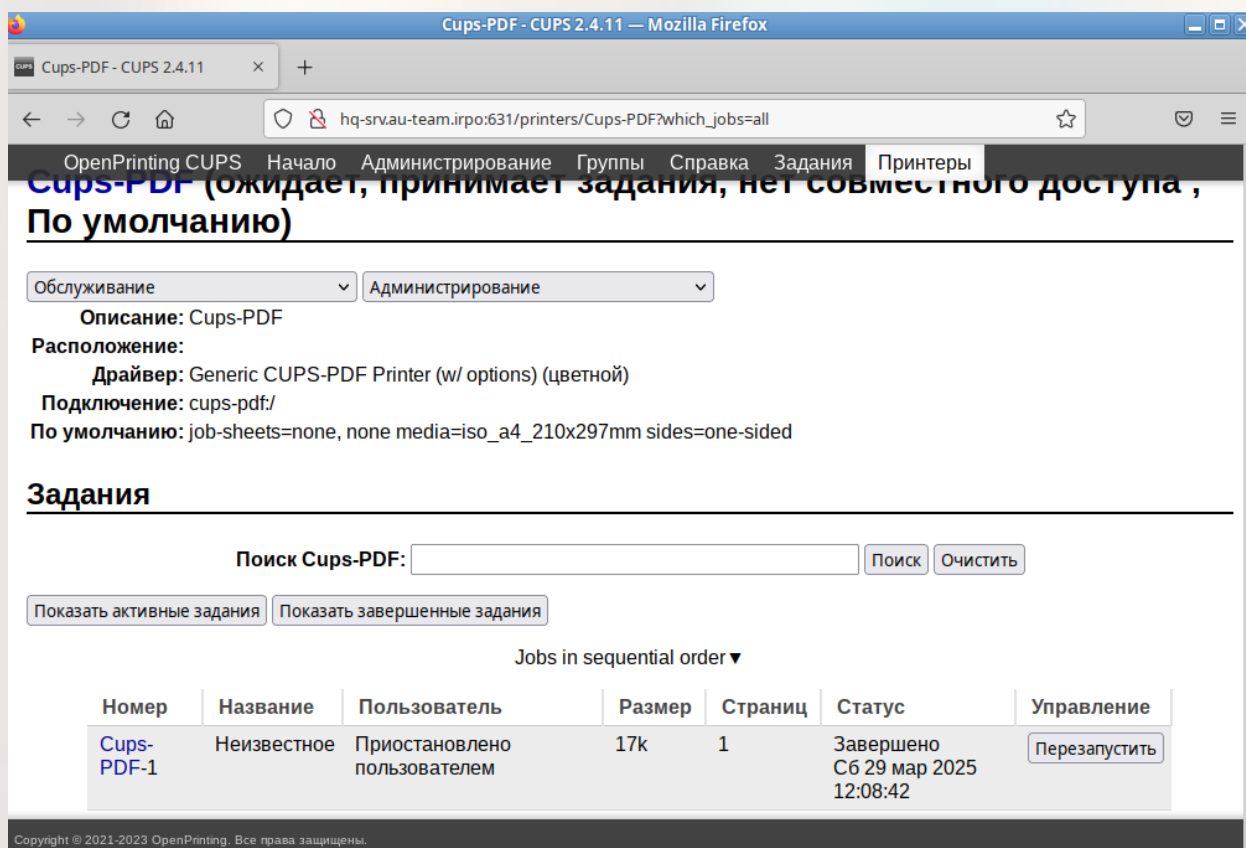 Cups-PDF - CUPS 2.4.11 — Mozilla Firefox
CUPS Cups-PDF - CUPS 2.4.11
hq-srv.au-team.irpo:631/printers/Cups-PDF?which_jobs=all
OpenPrinting CUPS Начало Администрирование Группы Справка Задания Принтеры
Cups-PDF (ожидает, принимает задания, нет совместного доступа ,
По умолчанию)
Обслуживание Администрирование
Описание: Cups-PDF
Расположение:
Драйвер: Generic CUPS-PDF Printer (w/ options) (цветной)
Подключение: cups-pdf:/
По умолчанию: job-sheets=none, none media=iso_a4_210x297mm sides=one-sided
Задания
Поиск Cups-PDF: Поиск Очистить
Показать активные задания Показать завершенные задания
Jobs in sequential order▼
Номер Название Пользователь Размер Страниц Статус Управление
Cups- Неизвестное Приостановлено 17k 1 Завершено Перезапустить
PDF-1 пользователем Сб 29 мар 2025
12:08:42
Copyright © 2021-2023 OpenPrinting. Все права защищены.